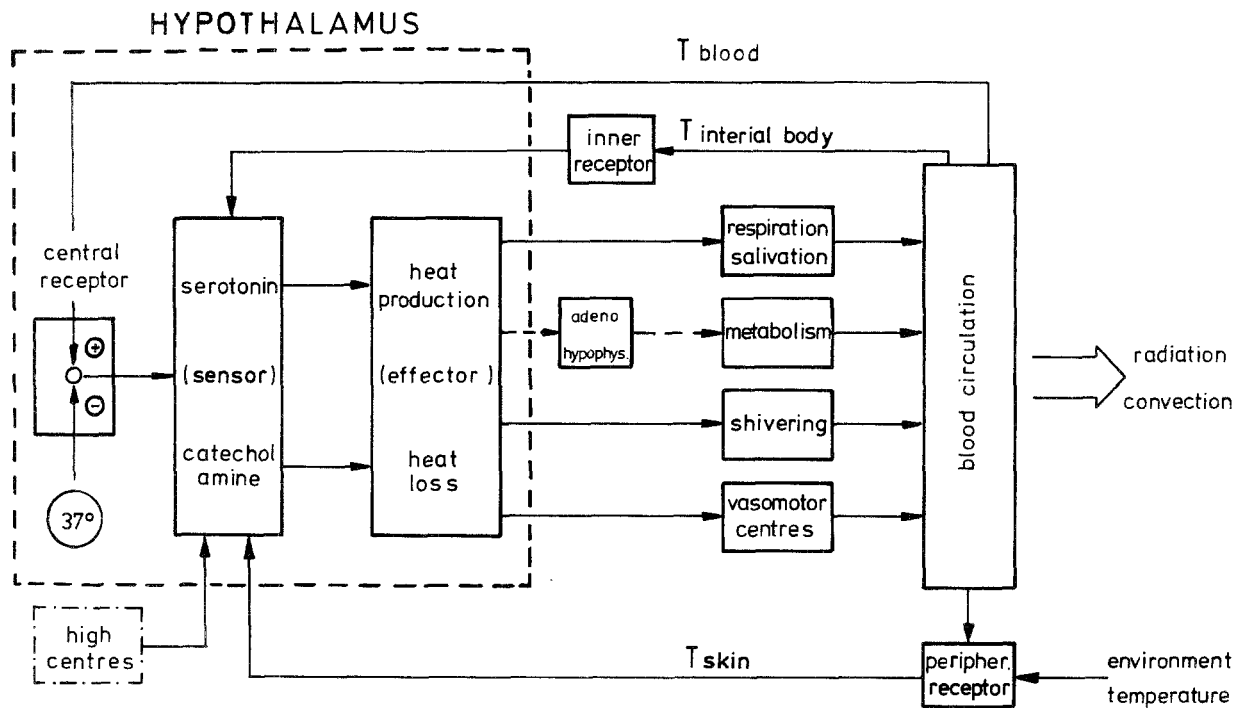 HYPOTHALAMUS
T blood
inner
receptor
T interial body
central
receptor
⊕
⊖
37°
serotonin
(sensor)
catechol
amine
heat
production
(effector)
heat
loss
adeno
hypophys.
respiration
salivation
metabolism
shivering
vasomotor
centres
blood circulation
radiation
convection
high
centres
T skin
peripher.
receptor
environment
temperature